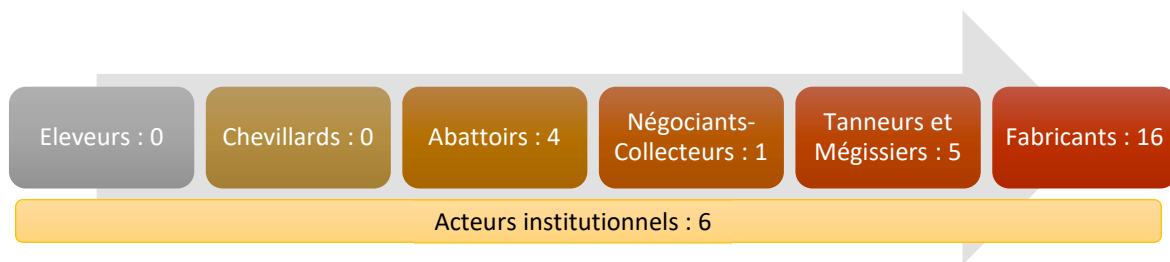 Eleveurs : 0
Chevillards : 0
Abattoirs : 4
Négociants-
Collecteurs : 1
Tanneurs et
Mégissiers : 5
Fabricants : 16
Acteurs institutionnels : 6